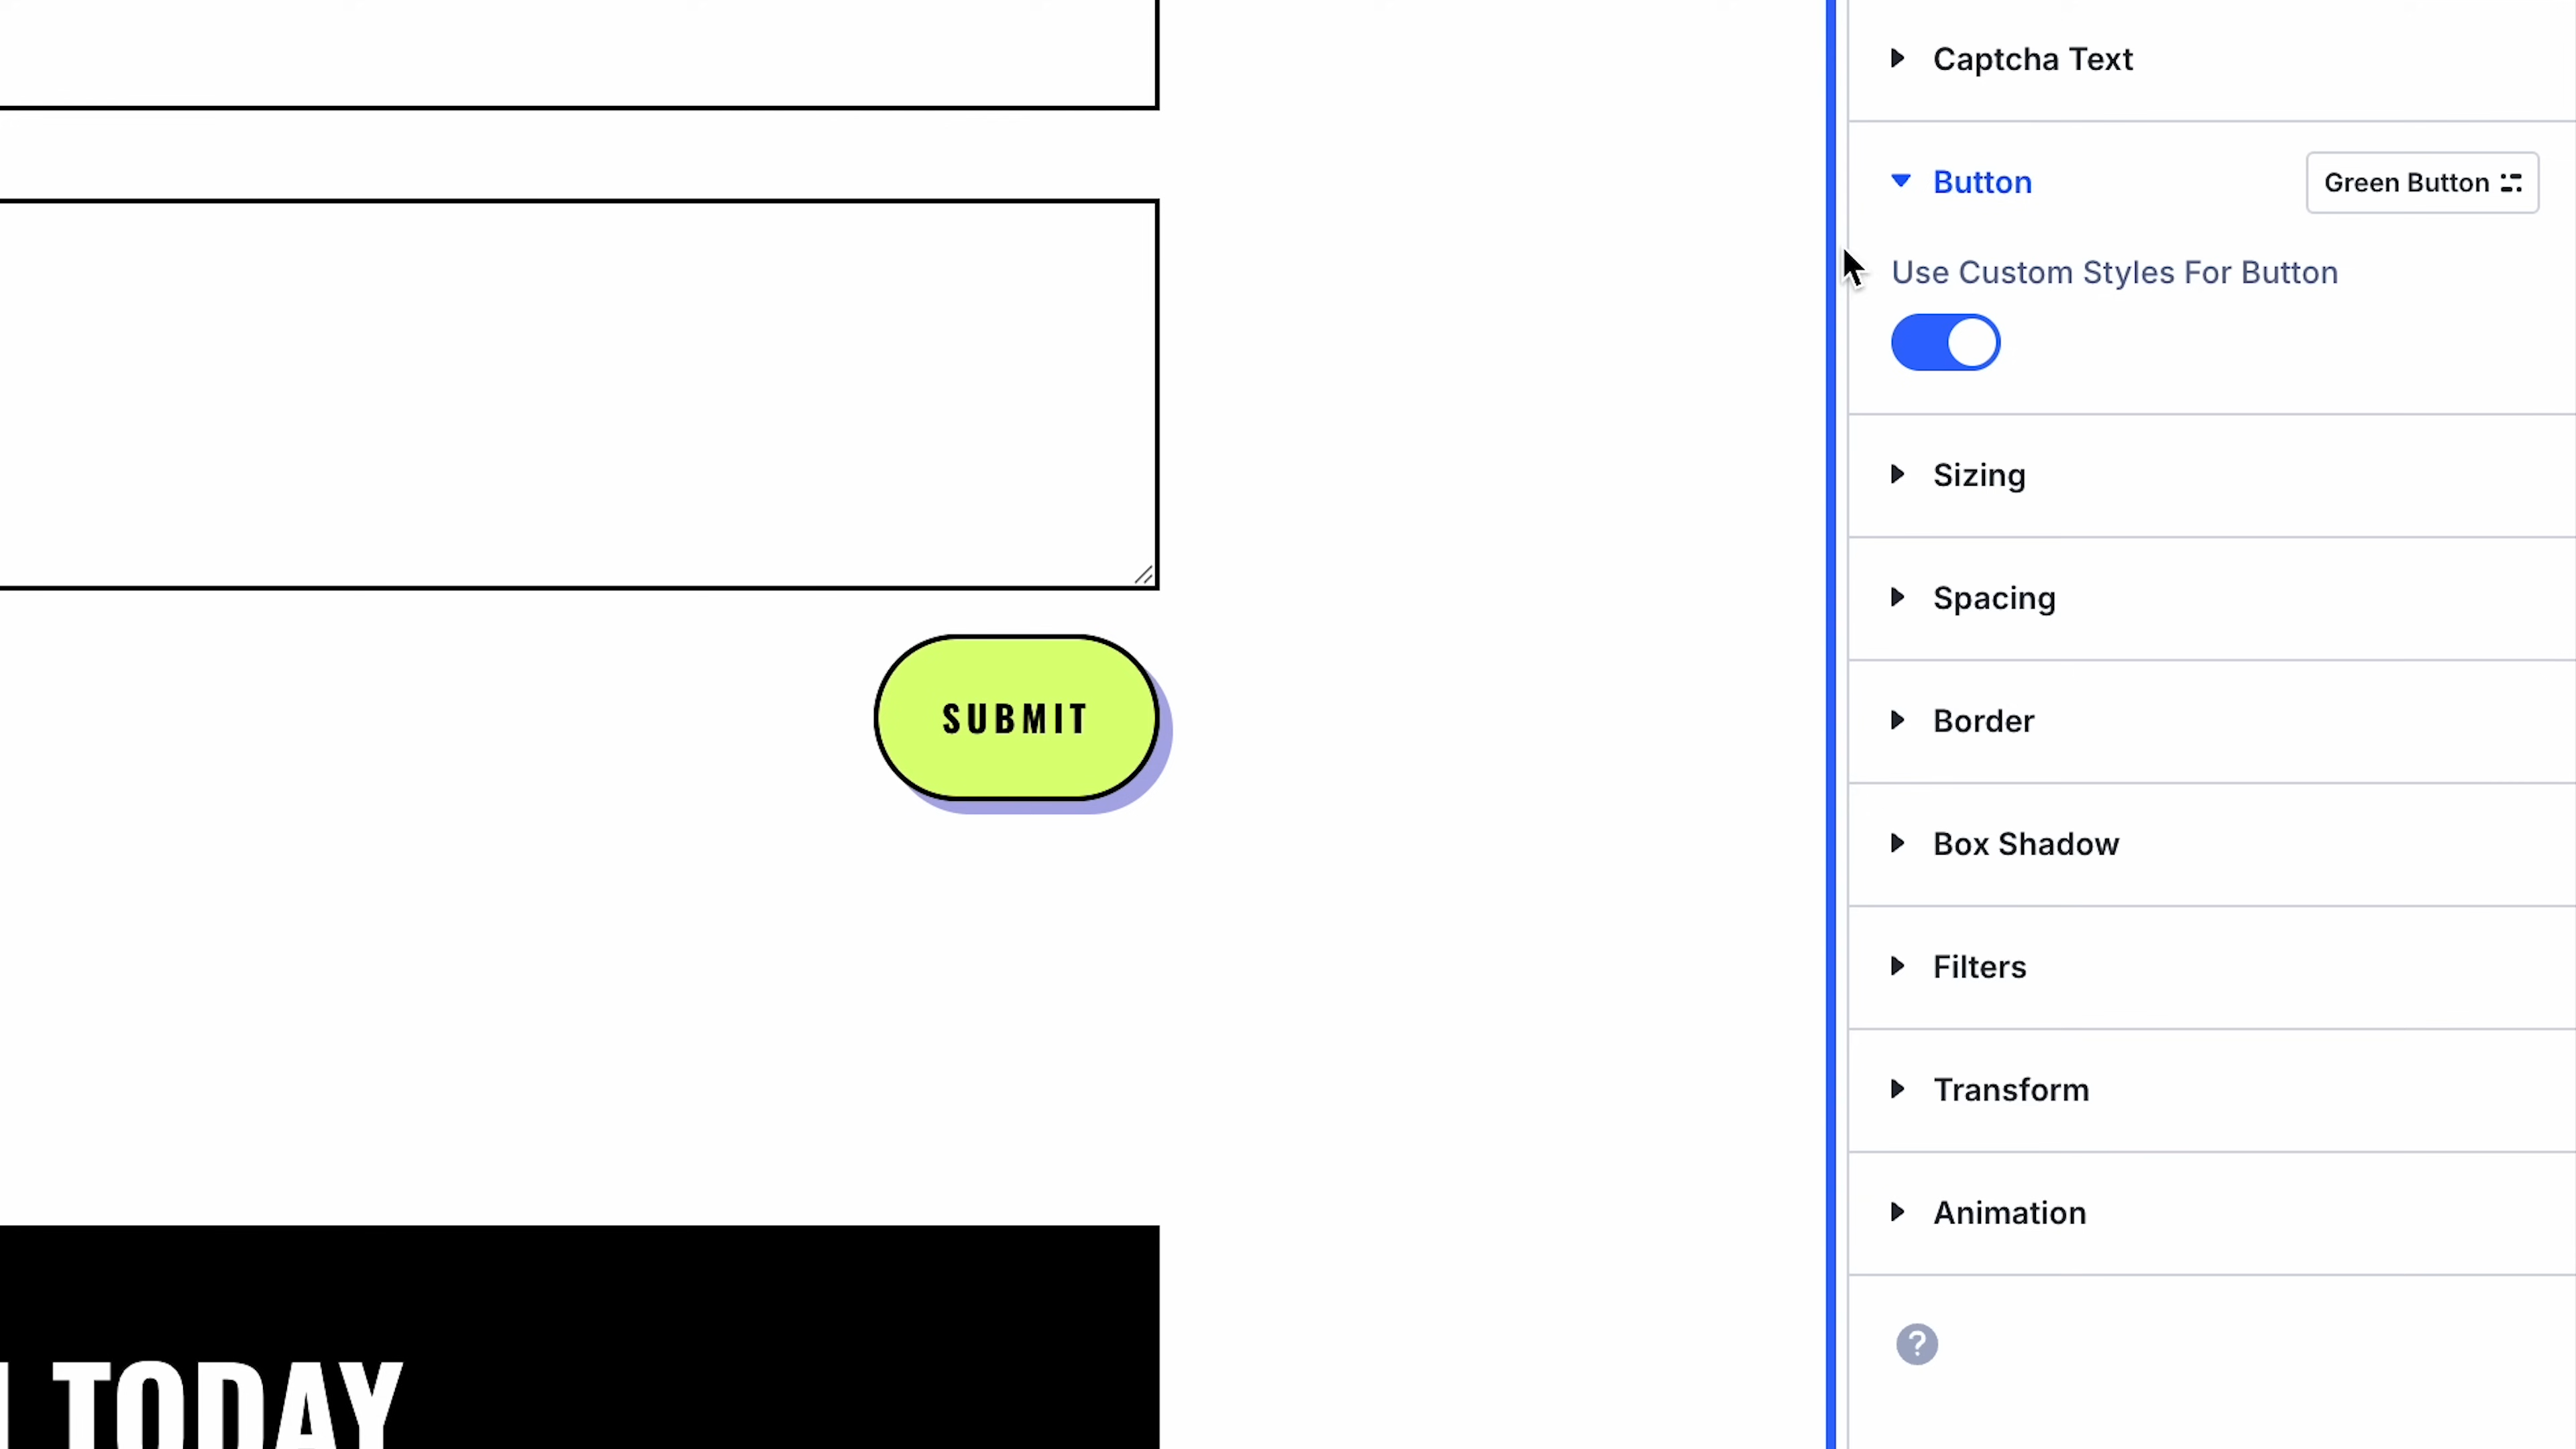 Captcha Text
Button
Green Button
Use Custom Styles For Button
Sizing
Spacing
Border
Box Shadow
Filters
Transform
Animation
?
SUBMIT
TODAY